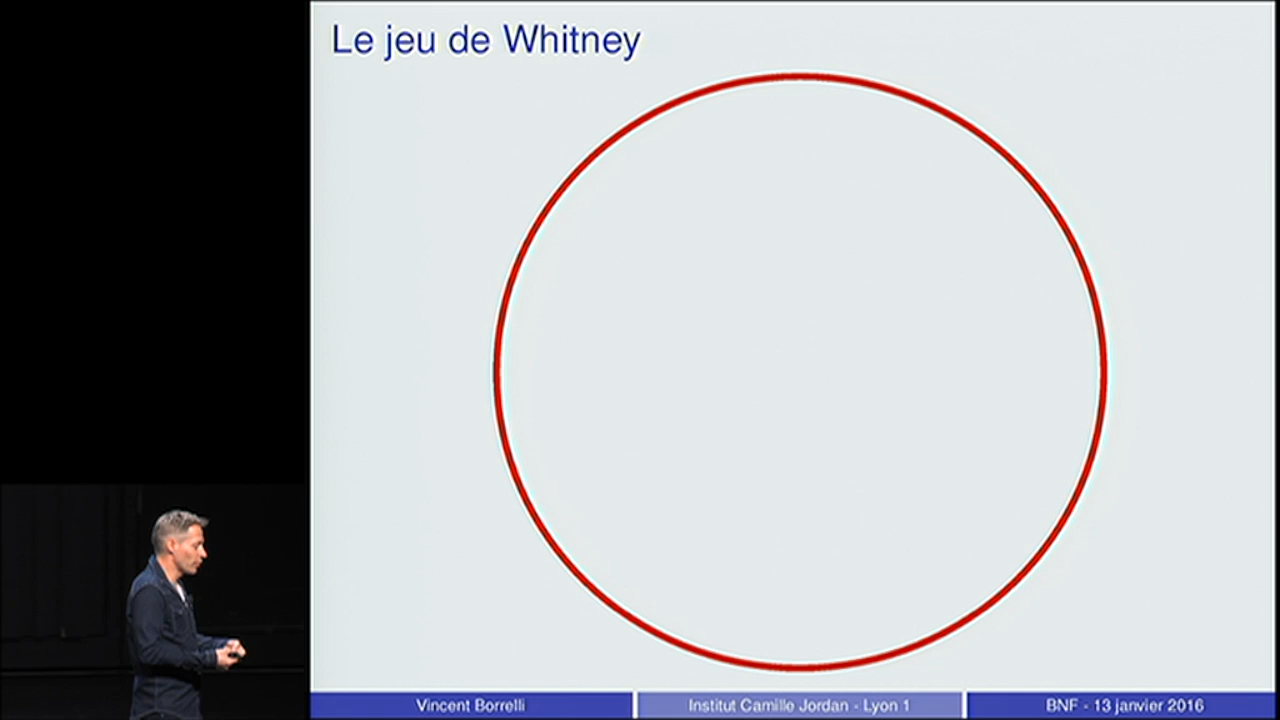 Le jeu de Whitney
Vincent Borrelli
Institut Camille Jordan - Lyon 1
BNF - 13 janvier 2016